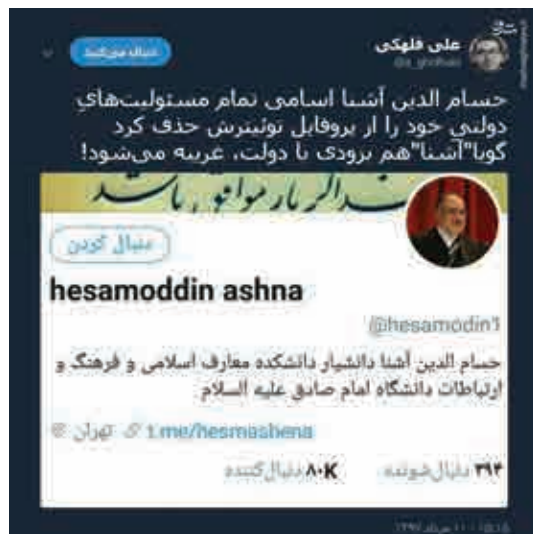 علی قلهکی
دنبال می‌کنید
حسام الدین آشنا اسامی تمام مسئولیت‌های
دولتی خود را از پروفایل توئیترش حذف کرد
گویا"آشنا"هم بزودی با دولت، غریبه می‌شود!
دنبال کردن
hesamoddin ashna
@hesamodin1
حسام الدین آشنا دانشیار دانشکده معارف اسلامی و فرهنگ و
ارتباطات دانشگاه امام صادق علیه السلام
تهران t.me/hesmashena
۳۹۴ دنبال‌شونده ۸۰K دنبال‌کننده